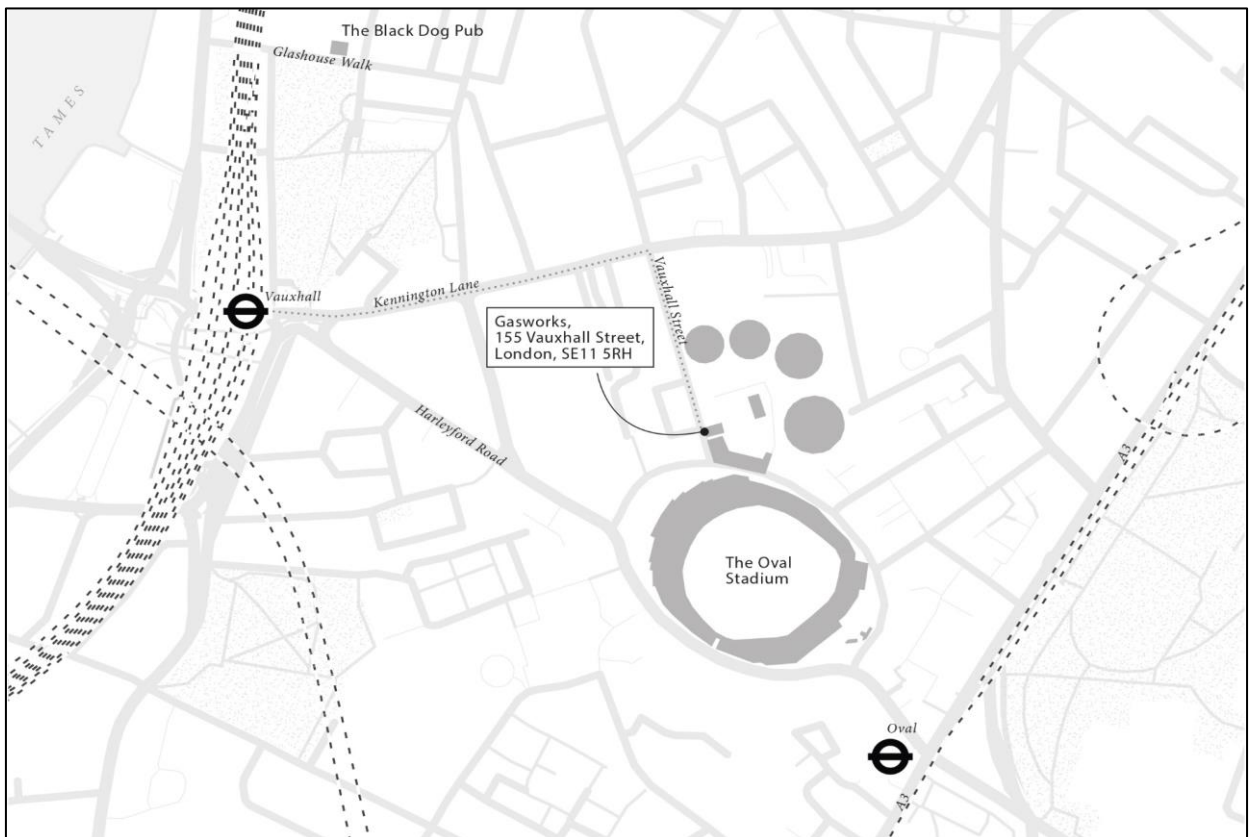 The Black Dog Pub
Glashouse Walk
TAMES
Vauxhall
Kennington Lane
Vauxhall Street
Gasworks,
155 Vauxhall Street,
London, SE11 5RH
Harleyford Road
A3
The Oval
Stadium
Oval
A3